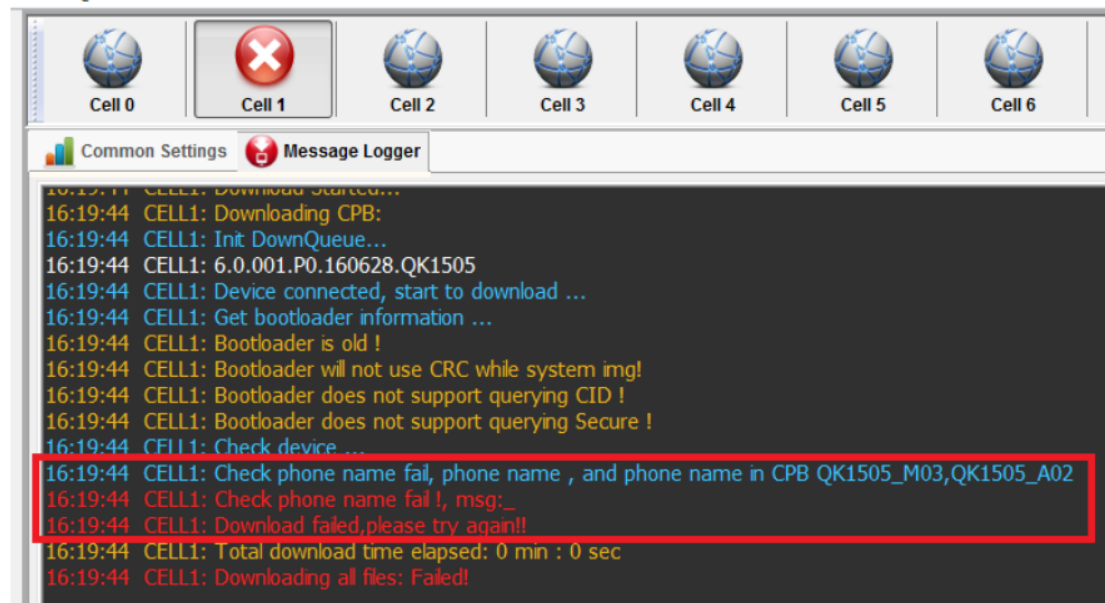 Cell 0 Cell 1 Cell 2 Cell 3 Cell 4 Cell 5 Cell 6
Common Settings Message Logger
16:19:44 CELL1: Download Started...
16:19:44 CELL1: Downloading CPB:
16:19:44 CELL1: Init DownQueue...
16:19:44 CELL1: 6.0.001.P0.160628.QK1505
16:19:44 CELL1: Device connected, start to download ...
16:19:44 CELL1: Get bootloader information ...
16:19:44 CELL1: Bootloader is old !
16:19:44 CELL1: Bootloader will not use CRC while system img!
16:19:44 CELL1: Bootloader does not support querying CID !
16:19:44 CELL1: Bootloader does not support querying Secure !
16:19:44 CELL1: Check device ...
16:19:44 CELL1: Check phone name fail, phone name , and phone name in CPB QK1505_M03,QK1505_A02
16:19:44 CELL1: Check phone name fail !, msg:_
16:19:44 CELL1: Download failed,please try again!!
16:19:44 CELL1: Total download time elapsed: 0 min : 0 sec
16:19:44 CELL1: Downloading all files: Failed!